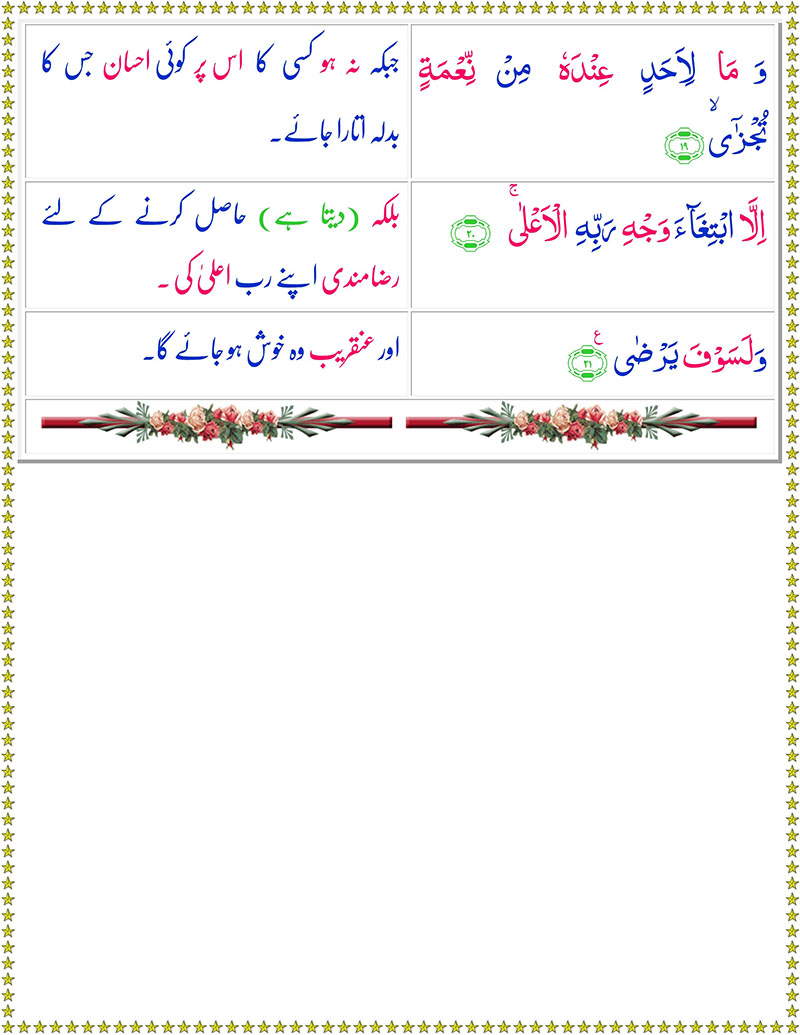 وَ مَا لِاَحَدٍ عِنْدَهٗ مِنْ نِّعْمَةٍ
تُجْزٰۤى ۙ ﴿۱۹﴾
جبکہ نہ ہو کسی کا اس پر کوئی احسان جس کا
بدلہ اتارا جائے۔
اِلَّا ابْتِغَآءَ وَجْهِ رَبِّهِ الْاَعْلٰى ۚ ﴿۲۰﴾
بلکہ (دیتا ہے) حاصل کرنے کے لئے
رضامندی اپنے رب اعلیٰ کی ۔
وَلَسَوْفَ يَرْضٰى ﴿۲۱﴾ ع
اور عنقریب وہ خوش ہو جائے گا۔